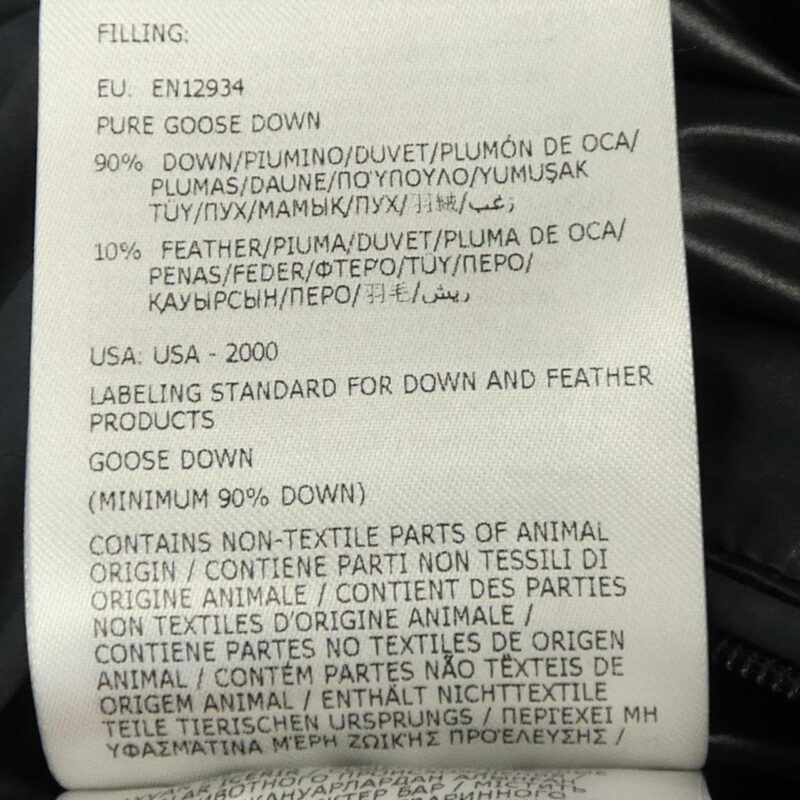 FILLING:
EU: EN12934
PURE GOOSE DOWN
90% DOWN/PIUMINO/DUVET/PLUMÓN DE OCA/
PLUMAS/DAUNE/ΠΟΎΠΟΥΛΟ/YUMUŞAK
TÜY/ПУХ/МАМЫҚ/ПУХ/羽絨/زغب
10% FEATHER/PIUMA/DUVET/PLUMA DE OCA/
PENAS/FEDER/ΦΤΕΡΌ/TÜY/ПЕРО/
ҚАУЫРСЫН/ПЕРО/羽毛/ريش
USA: USA - 2000
LABELING STANDARD FOR DOWN AND FEATHER
PRODUCTS
GOOSE DOWN
(MINIMUM 90% DOWN)
CONTAINS NON-TEXTILE PARTS OF ANIMAL
ORIGIN / CONTIENE PARTI NON TESSILI DI
ORIGINE ANIMALE / CONTIENT DES PARTIES
NON TEXTILES D'ORIGINE ANIMALE /
CONTIENE PARTES NO TEXTILES DE ORIGEN
ANIMAL / CONTÉM PARTES NÃO TÊXTEIS DE
ORIGEM ANIMAL / ENTHÄLT NICHTTEXTILE
TEILE TIERISCHEN URSPRUNGS / ΠΕΡΙΈΧΕΙ ΜΗ
ΥΦΑΣΜΆΤΙΝΑ ΜΈΡΗ ΖΩΙΚΉΣ ΠΡΟΈΛΕΥΣΗΣ /